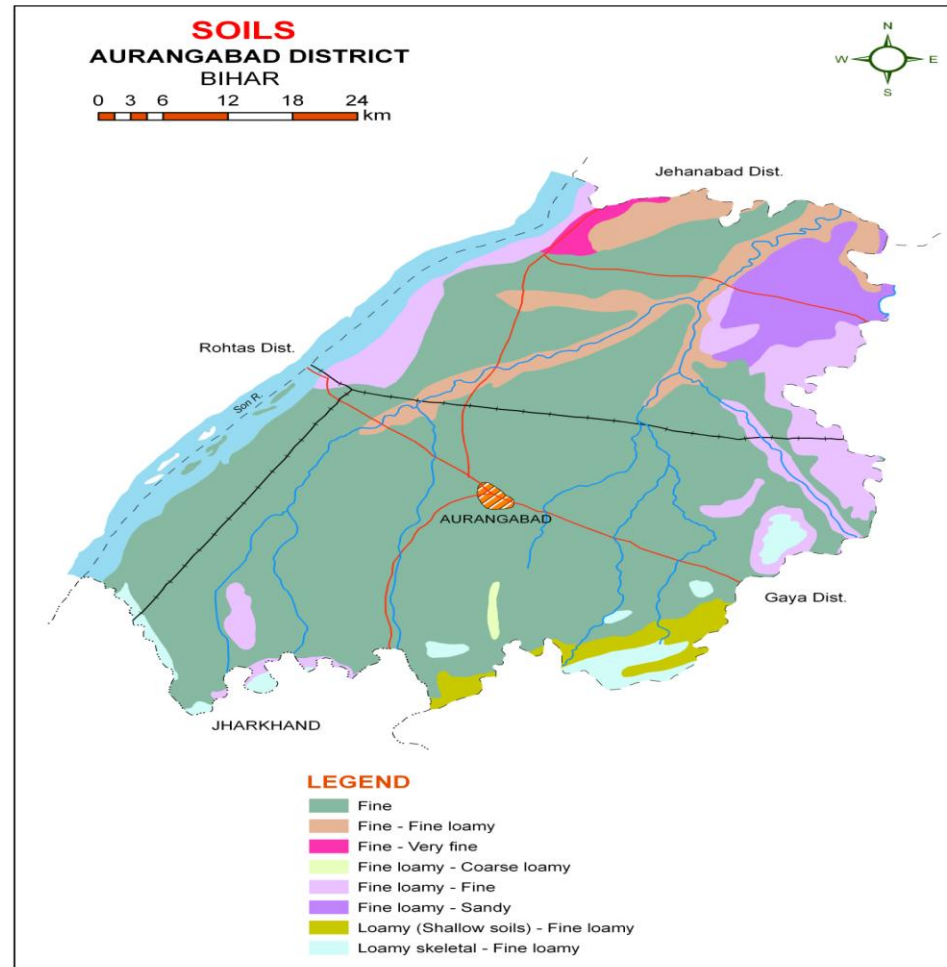 SOILS
AURANGABAD DISTRICT
BIHAR
0 3 6 12 18 24
km
N
W E
S
Jehanabad Dist.
Rohtas Dist.
Son R.
AURANGABAD
Gaya Dist.
JHARKHAND
LEGEND
Fine
Fine - Fine loamy
Fine - Very fine
Fine loamy - Coarse loamy
Fine loamy - Fine
Fine loamy - Sandy
Loamy (Shallow soils) - Fine loamy
Loamy skeletal - Fine loamy